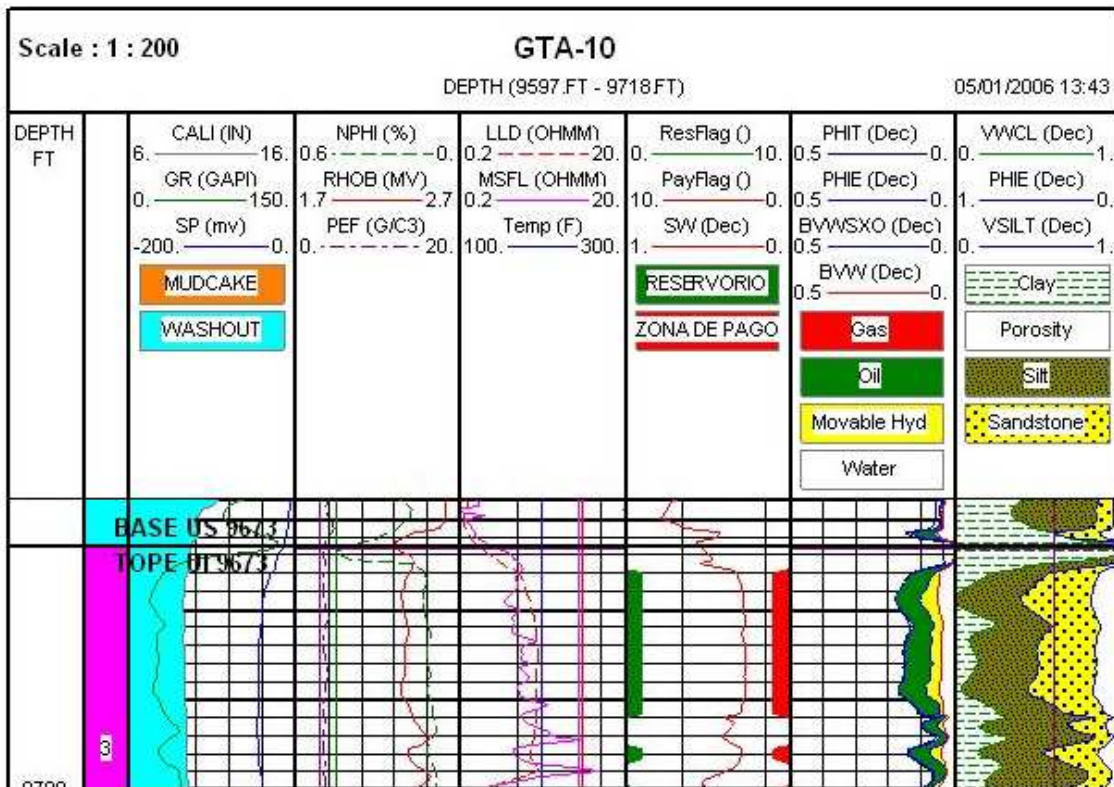 Scale : 1 : 200
GTA-10
DEPTH (9597.FT - 9718.FT)
05/01/2006 13:43
DEPTH
FT
CALI (IN)
6. 16.
GR (GAPI)
0. 150.
SP (mv)
-200. 0.
MUDCAKE
WASHOUT
NPHI (%)
0.6 0.
RHOB (MV)
1.7 2.7
PEF (G/C3)
0. 20.
LLD (OHMM)
0.2 20.
MSFL (OHMM)
0.2 20.
Temp (F)
100. 300.
ResFlag ()
0. 10.
PayFlag ()
10. 0.
SW (Dec)
1. 0.
RESERVORIO
ZONA DE PAGO
PHIT (Dec)
0.5 0.
PHIE (Dec)
0.5 0.
BVWSXO (Dec)
0.5 0.
BVW (Dec)
0.5 0.
Gas
Oil
Movable Hyd
Water
VWCL (Dec)
0. 1.
PHIE (Dec)
1. 0.
VSILT (Dec)
0. 1.
Clay
Porosity
Silt
Sandstone
BASE US 9673
TOPE UI 9673
3